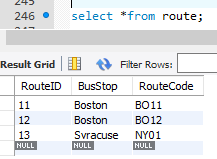 245
246 select *from route;
247
Result Grid Filter Rows:
RouteID BusStop RouteCode
11 Boston BO11
12 Boston BO12
13 Syracuse NY01
NULL NULL NULL